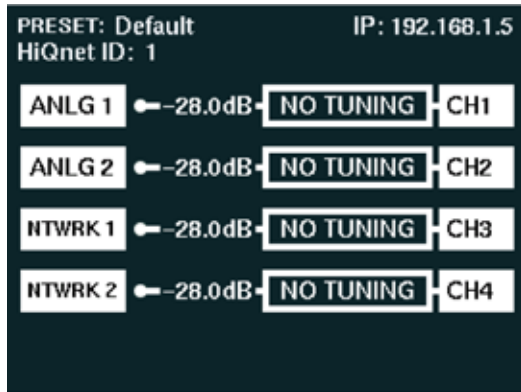 PRESET: Default IP: 192.168.1.5
HiQnet ID: 1
ANLG 1 -28.0dB NO TUNING CH1
ANLG 2 -28.0dB NO TUNING CH2
NTWRK 1 -28.0dB NO TUNING CH3
NTWRK 2 -28.0dB NO TUNING CH4